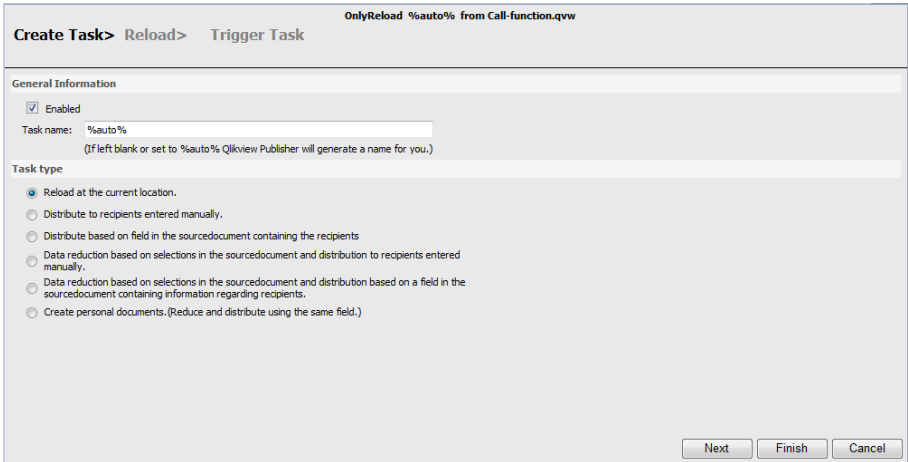 OnlyReload %auto% from Call-function.qvw
Create Task> Reload> Trigger Task
General Information
Enabled
Task name: %auto%
(If left blank or set to %auto% Qlikview Publisher will generate a name for you.)
Task type
Reload at the current location.
Distribute to recipients entered manually.
Distribute based on field in the sourcedocument containing the recipients
Data reduction based on selections in the sourcedocument and distribution to recipients entered
manually.
Data reduction based on selections in the sourcedocument and distribution based on a field in the
sourcedocument containing information regarding recipients.
Create personal documents.(Reduce and distribute using the same field.)
Next Finish Cancel